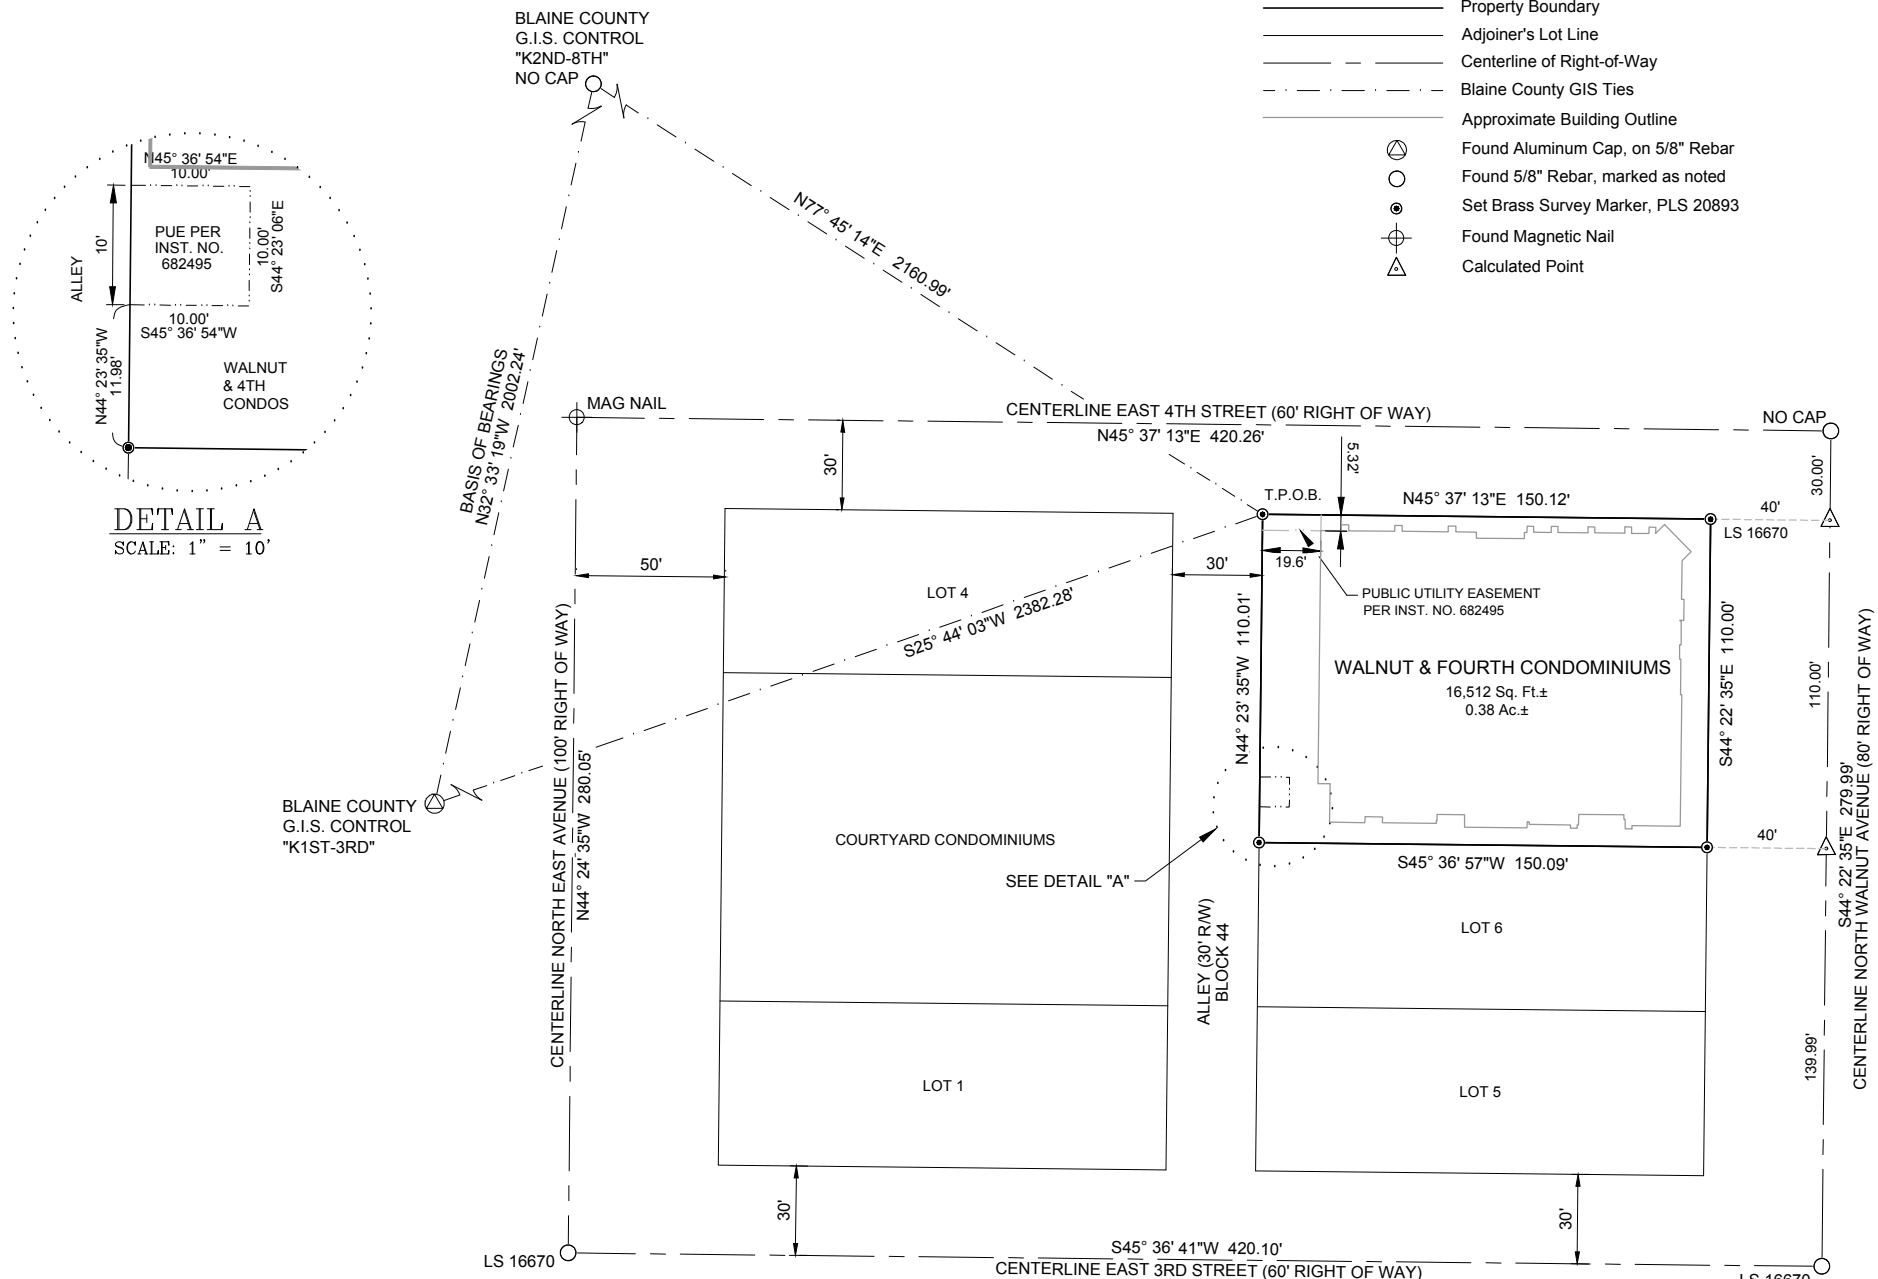 BLAINE COUNTY
G.I.S. CONTROL
"K2ND-8TH"
NO CAP
Property Boundary
Adjoiner's Lot Line
Centerline of Right-of-Way
Blaine County GIS Ties
Approximate Building Outline
Found Aluminum Cap, on 5/8" Rebar
Found 5/8" Rebar, marked as noted
Set Brass Survey Marker, PLS 20893
Found Magnetic Nail
Calculated Point
N45° 36' 54"E
10.00'
ALLEY
10'
PUE PER
INST. NO.
682495
10.00'
S44° 23' 06"E
10.00'
S45° 36' 54"W
N44° 23' 35"W
11.98'
WALNUT
& 4TH
CONDOS
DETAIL A
SCALE: 1" = 10'
N77° 45' 14"E 2160.99'
BASIS OF BEARINGS
N32° 33' 19"W 2002.24'
MAG NAIL
CENTERLINE EAST 4TH STREET (60' RIGHT OF WAY)
N45° 37' 13"E 420.26'
NO CAP
30'
5.32'
30.00'
T.P.O.B.
N45° 37' 13"E 150.12'
40'
LS 16670
50'
30'
19.6'
LOT 4
S25° 44' 03"W 2382.28'
PUBLIC UTILITY EASEMENT
PER INST. NO. 682495
N44° 23' 35"W 110.01'
WALNUT & FOURTH CONDOMINIUMS
16,512 Sq. Ft.±
0.38 Ac.±
S44° 22' 35"E 110.00'
110.00'
CENTERLINE NORTH EAST AVENUE (100' RIGHT OF WAY)
N44° 24' 35"W 280.05'
BLAINE COUNTY
G.I.S. CONTROL
"K1ST-3RD"
COURTYARD CONDOMINIUMS
SEE DETAIL "A"
S45° 36' 57"W 150.09'
40'
S44° 22' 35"E 279.99'
CENTERLINE NORTH WALNUT AVENUE (80' RIGHT OF WAY)
ALLEY (30' R/W)
BLOCK 44
LOT 6
139.99'
LOT 1
LOT 5
30'
30'
LS 16670
S45° 36' 41"W 420.10'
CENTERLINE EAST 3RD STREET (60' RIGHT OF WAY)
LS 16670